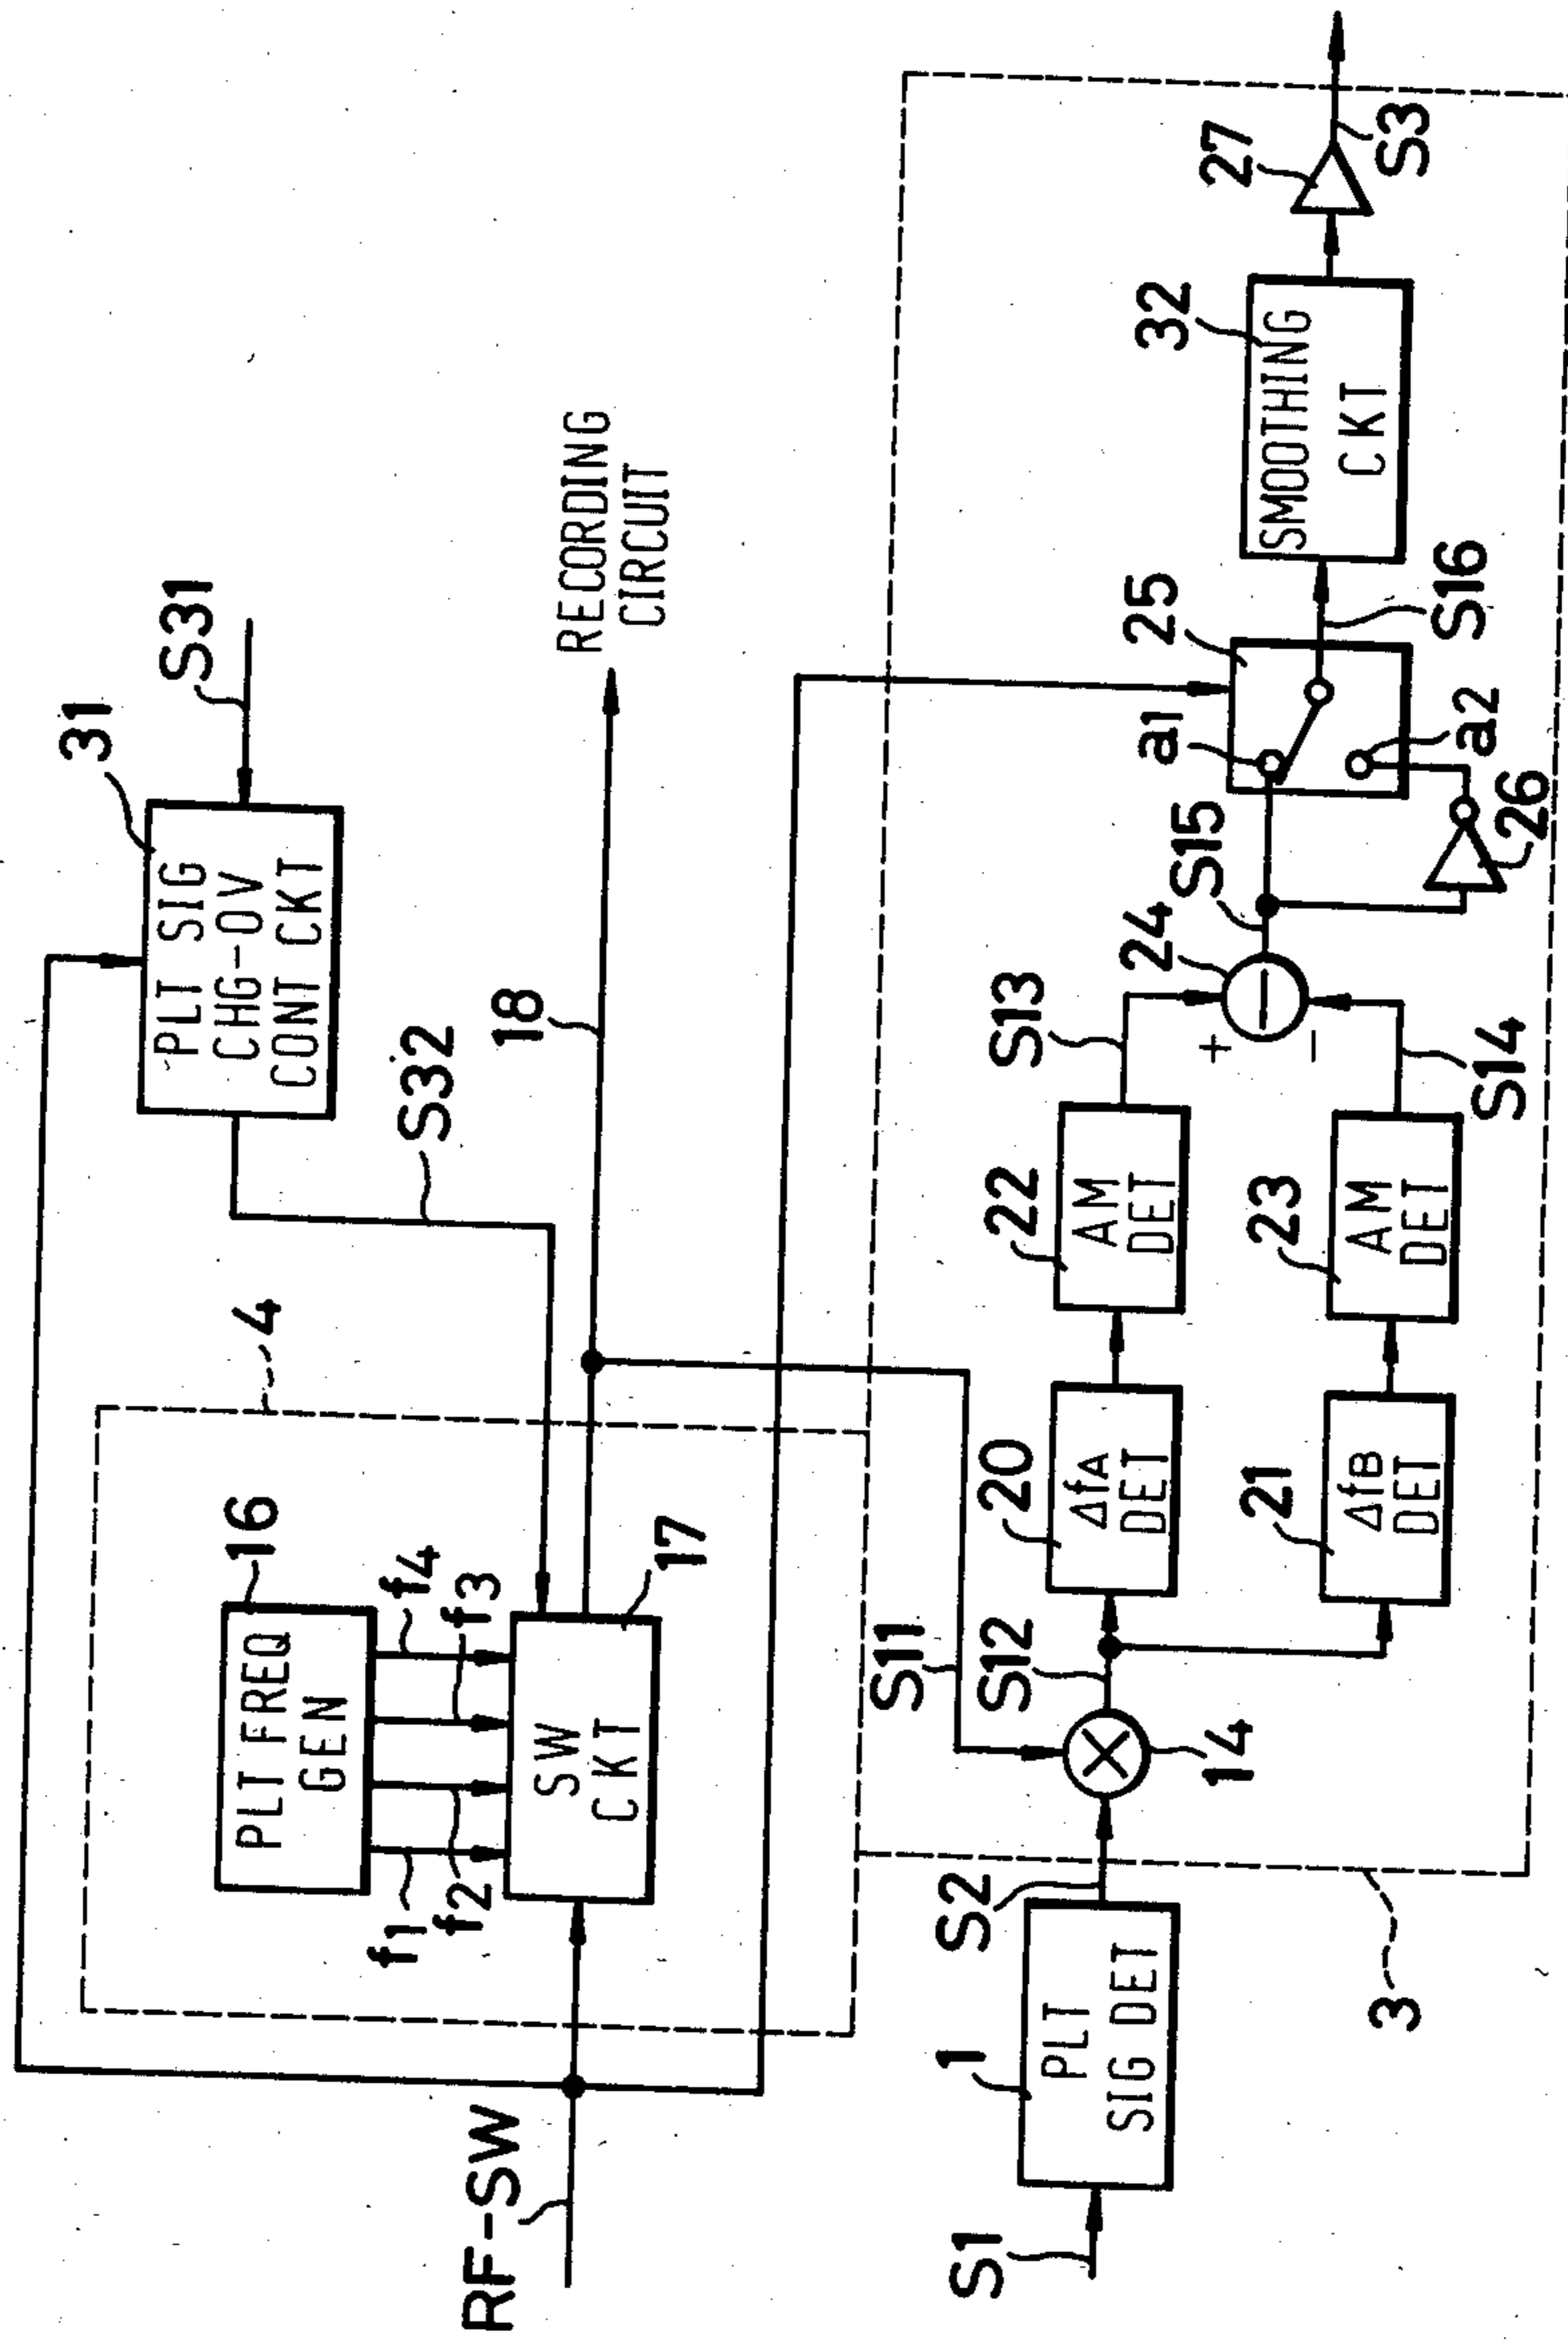 31
S31
PLT SIG
CHG-OV
CONT CKT
S32
4
16
PLT FREQ
GEN
f4
f3
f1
f2
17
SW
CKT
18
RECORDING
CIRCUIT
RF-SW
S11
S1
1
PLT
SIG DET
S2
14
S12
20
ΔfA
DET
22
AM
DET
S13
24
+
−
S15
a1
25
S16
32
SMOOTHING
CKT
27
S3
21
ΔfB
DET
23
AM
DET
S14
26
a2
3